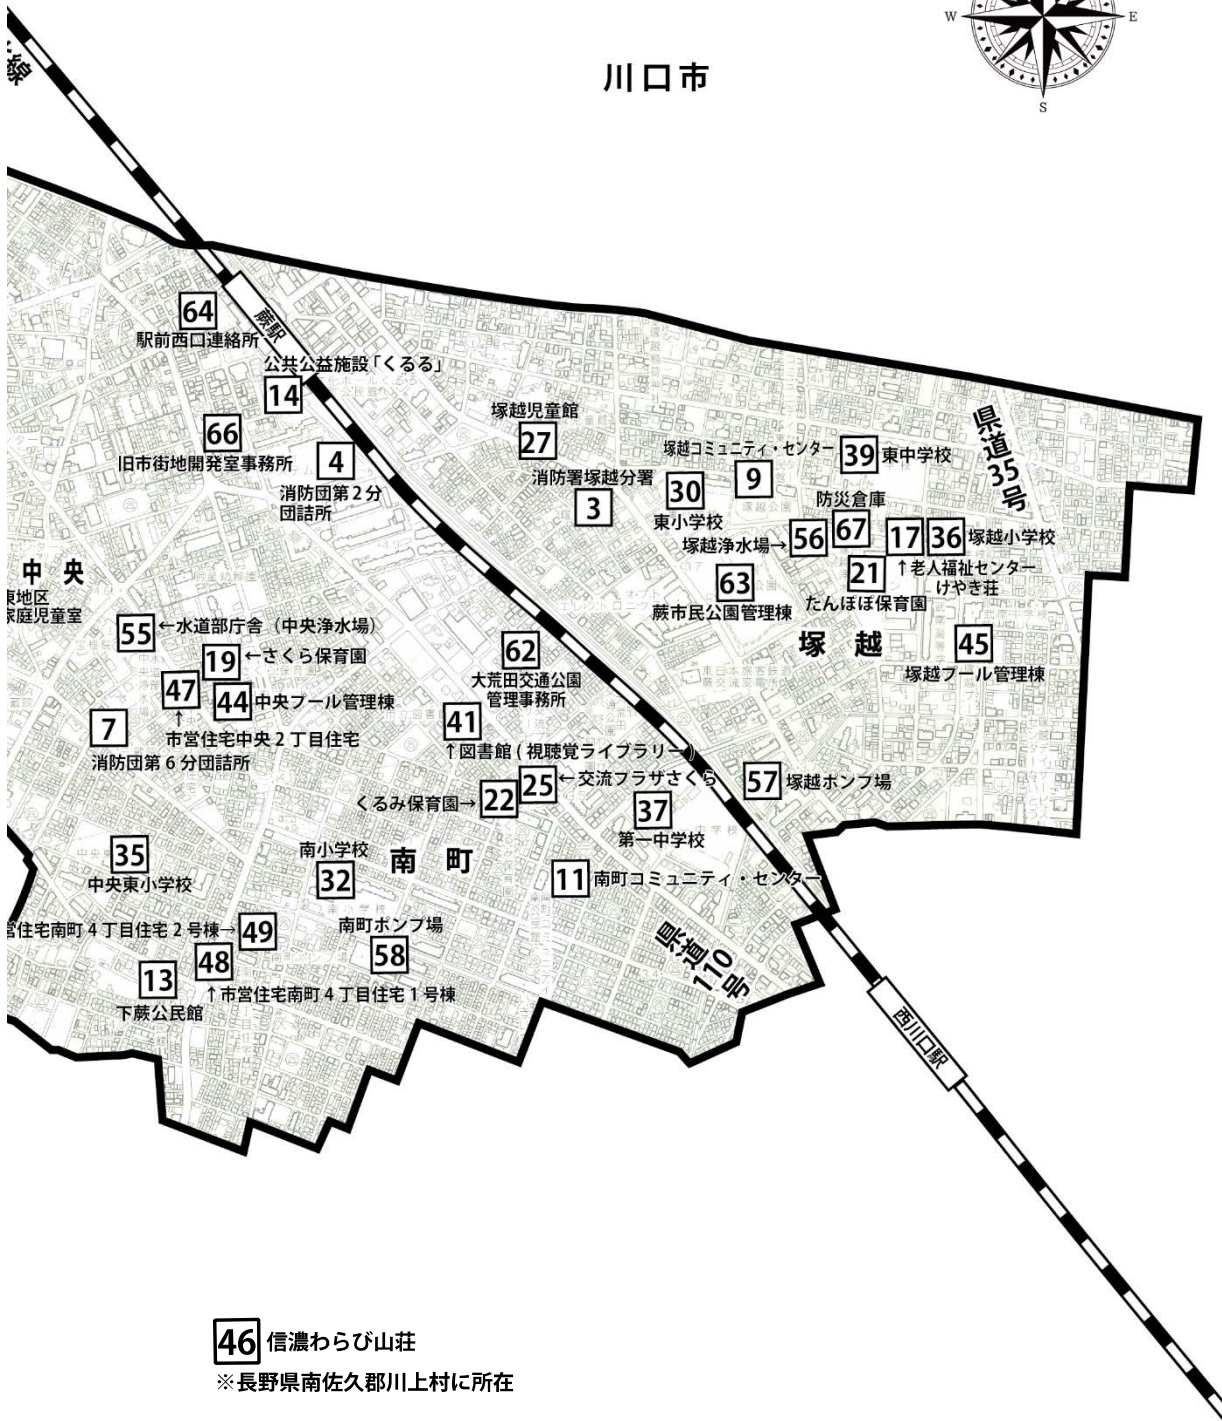 W
E
S
線
川口市
蕨駅
64
駅前西口連絡所
公共公益施設「くるる」
14
66
旧市街地開発室事務所
4
消防団第2分
団詰所
塚越児童館
27
消防署塚越分署
3
30
東小学校
塚越コミュニティ・センター
9
39
東中学校
県道35号
防災倉庫
67
塚越浄水場→
56
17
36
塚越小学校
↑老人福祉センター
けやき荘
21
たんぽぽ保育園
63
蕨市民公園管理棟
塚越
45
塚越プール管理棟
中央
東地区
家庭児童室
55
←水道部庁舎（中央浄水場）
19
←さくら保育園
47
↑
市営住宅中央2丁目住宅
44
中央プール管理棟
7
消防団第6分団詰所
62
大荒田交通公園
管理事務所
41
↑図書館(視聴覚ライブラリー)
25
←交流プラザさくら
くるみ保育園→
22
37
第一中学校
57
塚越ポンプ場
35
中央東小学校
南小学校
32
南町
11
南町コミュニティ・センター
営住宅南町4丁目住宅2号棟→
49
南町ポンプ場
58
48
↑市営住宅南町4丁目住宅1号棟
13
下蕨公民館
県道110号
西川口駅
46
信濃わらび山荘
※長野県南佐久郡川上村に所在